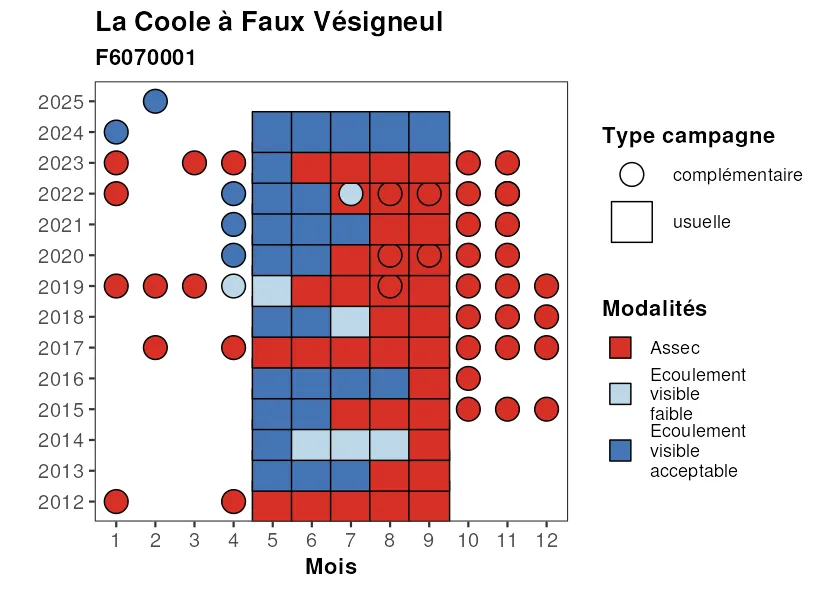 La Coole à Faux Vésigneul
F6070001
2025
2024
2023
2022
2021
2020
2019
2018
2017
2016
2015
2014
2013
2012
1 2 3 4 5 6 7 8 9 10 11 12
Mois
Type campagne
complémentaire
usuelle
Modalités
Assec
Ecoulement
visible
faible
Ecoulement
visible
acceptable